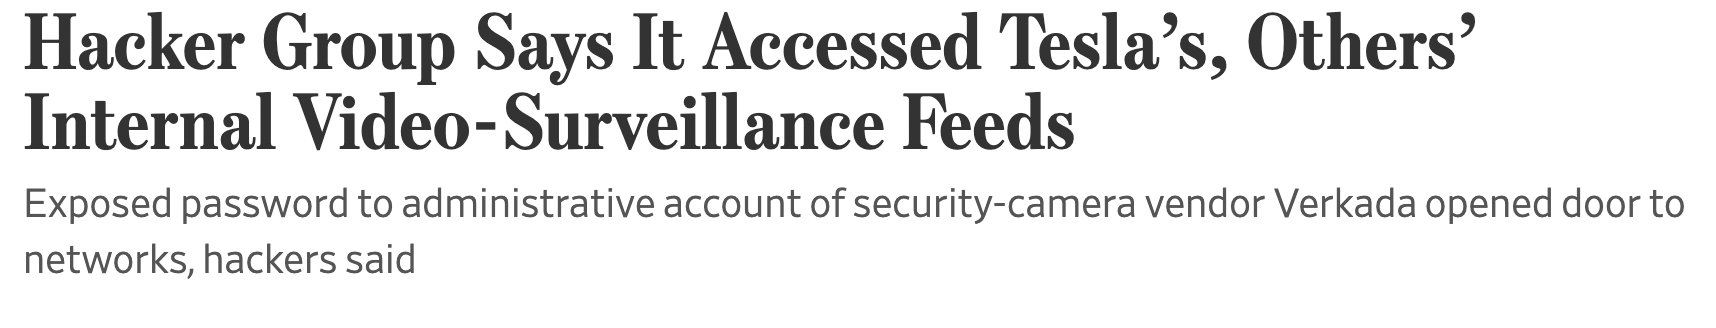 Hacker Group Says It Accessed Tesla’s, Others’
Internal Video-Surveillance Feeds
Exposed password to administrative account of security-camera vendor Verkada opened door to
networks, hackers said